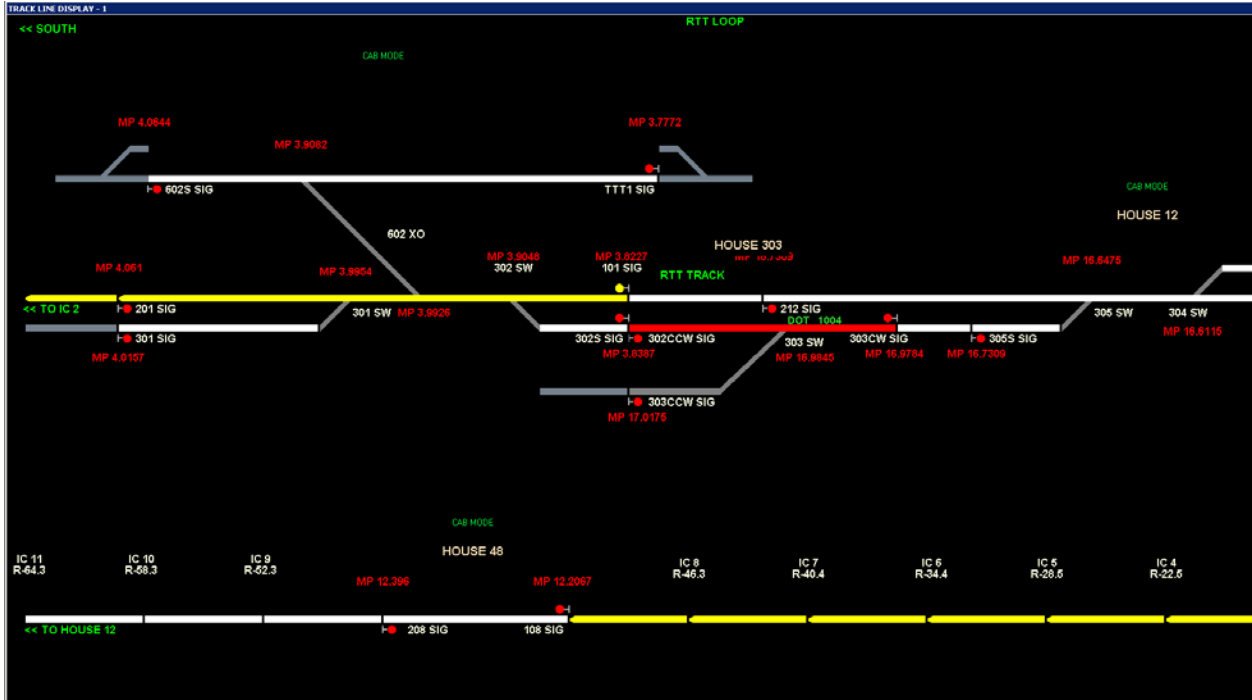 TRACK LINE DISPLAY - 1
<< SOUTH
RTT LOOP
CAB MODE
MP 4.0644
MP 3.7772
MP 3.9062
602S SIG
TTT1 SIG
CAB MODE
HOUSE 12
602 XO
HOUSE 303
MP 3.9048
MP 3.8227
MP 16.7309
MP 16.6475
302 SW
101 SIG
MP 4.061
MP 3.9954
RTT TRACK
<< TO IC 2
201 SIG
301 SW
MP 3.9926
212 SIG
305 SW
304 SW
DOT 1004
301 SIG
302S SIG
302CCW SIG
303 SW
303CW SIG
305S SIG
MP 16.6115
MP 4.0157
MP 3.8387
MP 16.9845
MP 16.9784
MP 16.7309
303CCW SIG
MP 17.0175
CAB MODE
HOUSE 48
IC 11
R-64.3
IC 10
R-58.3
IC 9
R-52.3
IC 8
R-46.3
IC 7
R-40.4
IC 6
R-34.4
IC 5
R-28.5
IC 4
R-22.5
MP 12.396
MP 12.2067
<< TO HOUSE 12
208 SIG
108 SIG